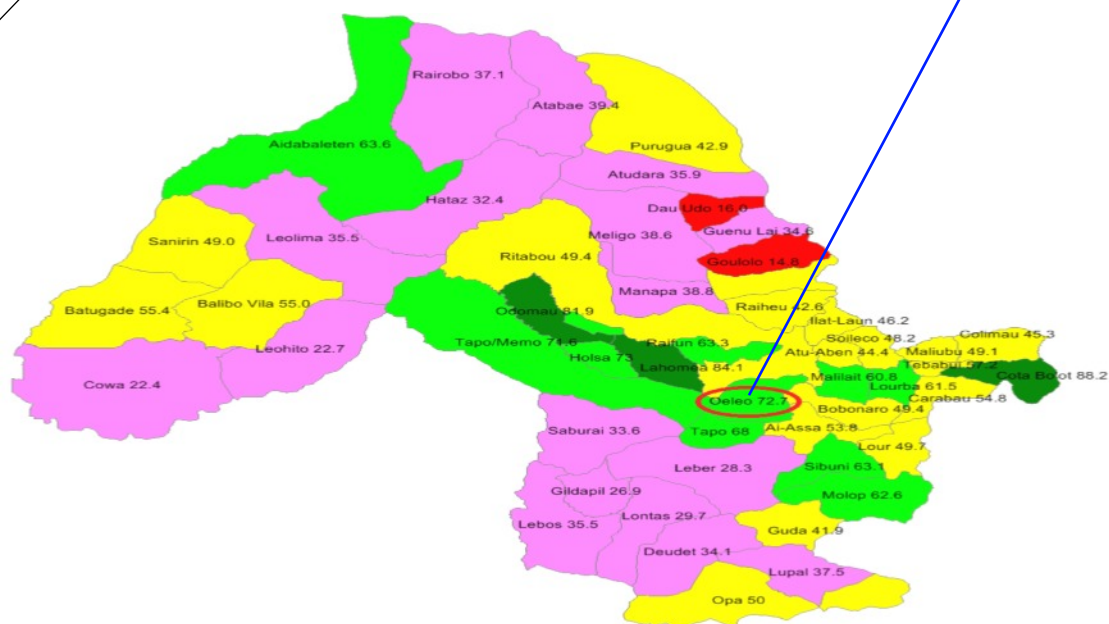 Rairobo 37.1
Atabae 39.4
Aidabaleten 63.6
Purugua 42.9
Atudara 35.9
Hataz 32.4
Dau Udo 16.0
Guenu Lai 34.6
Meligo 38.6
Leolima 35.5
Sanirin 49.0
Ritabou 49.4
Goulolo 14.8
Manapa 38.8
Balibo Vila 55.0
Batugade 55.4
Odomau 81.9
Raiheu 42.6
Ilat-Laun 46.2
Soileco 48.2
Colimau 45.3
Tapo/Memo 71.6
Raifun 63.3
Leohito 22.7
Atu-Aben 44.4
Maliubu 49.1
Holsa 73
Lahomea 84.1
Tebabui 57.2
Malilait 60.8
Cota Bo'ot 88.2
Cowa 22.4
Lourba 61.5
Carabau 54.8
Oeleo 72.7
Bobonaro 49.4
Ai-Assa 53.8
Saburai 33.6
Tapo 68
Lour 49.7
Leber 28.3
Sibuni 63.1
Gildapil 26.9
Molop 62.6
Lontas 29.7
Lebos 35.5
Guda 41.9
Deudet 34.1
Lupal 37.5
Opa 50